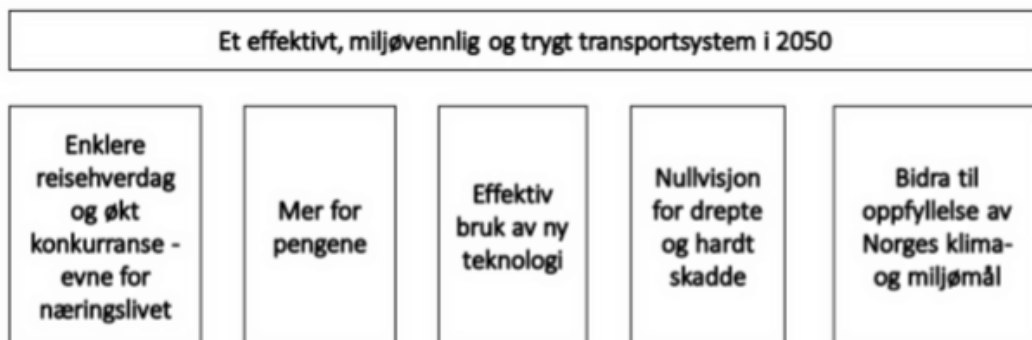 Et effektivt, miljøvennlig og trygt transportsystem i 2050
Enklere
reisehverdag
og økt
konkurranse -
evne for
næringslivet
Mer for
pengene
Effektiv
bruk av ny
teknologi
Nullvisjon
for drepte
og hardt
skadde
Bidra til
oppfyllelse av
Norges klima-
og miljømål